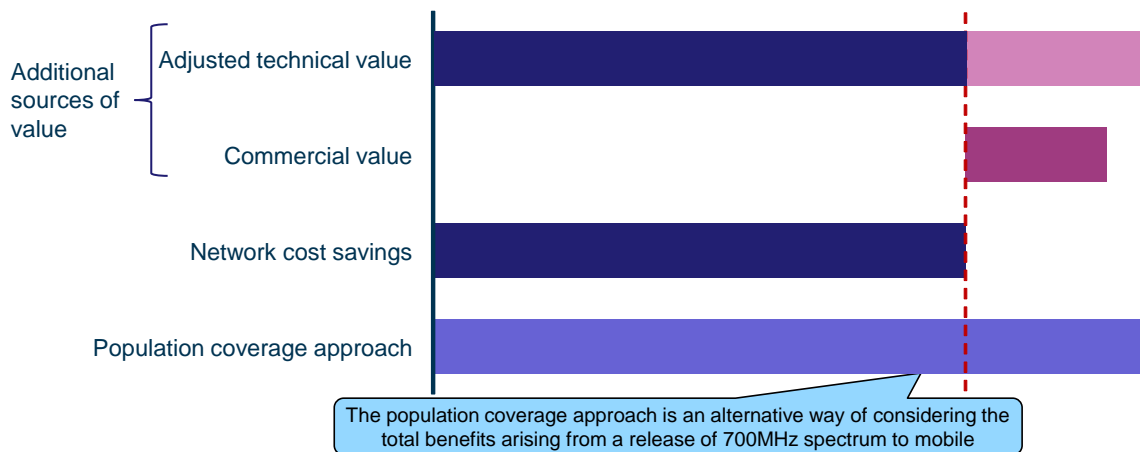 Additional
sources of
value
Adjusted technical value
Commercial value
Network cost savings
Population coverage approach
The population coverage approach is an alternative way of considering the
total benefits arising from a release of 700MHz spectrum to mobile